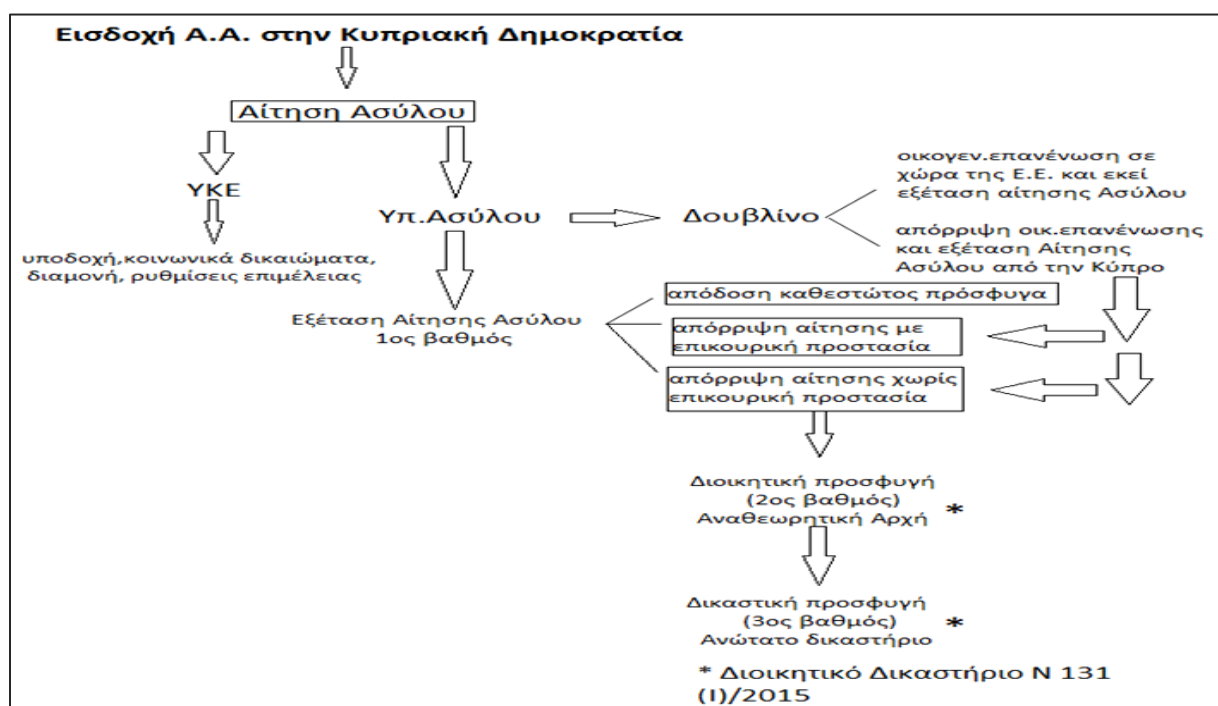 Εισδοχή Α.Α. στην Κυπριακή Δημοκρατία
Αίτηση Ασύλου
ΥΚΕ
υποδοχή,κοινωνικά δικαιώματα,
διαμονή, ρυθμίσεις επιμέλειας
Υπ.Ασύλου
Δουβλίνο
οικογεν.επανένωση σε
χώρα της Ε.Ε. και εκεί
εξέταση αίτησης Ασύλου
απόρριψη οικ.επανένωσης
και εξέταση Αίτησης
Ασύλου από την Κύπρο
Εξέταση Αίτησης Ασύλου
1ος βαθμός
απόδοση καθεστώτος πρόσφυγα
απόρριψη αίτησης με
επικουρική προστασία
απόρριψη αίτησης χωρίς
επικουρική προστασία
Διοικητική προσφυγή
(2ος βαθμός)
Αναθεωρητική Αρχή *
Δικαστική προσφυγή
(3ος βαθμός) *
Ανώτατο δικαστήριο
* Διοικητικό Δικαστήριο Ν 131
(Ι)/2015